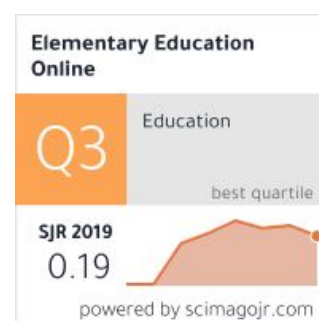 Elementary Education
Online
Q3
Education
best quartile
SJR 2019
0.19
powered by scimagojr.com